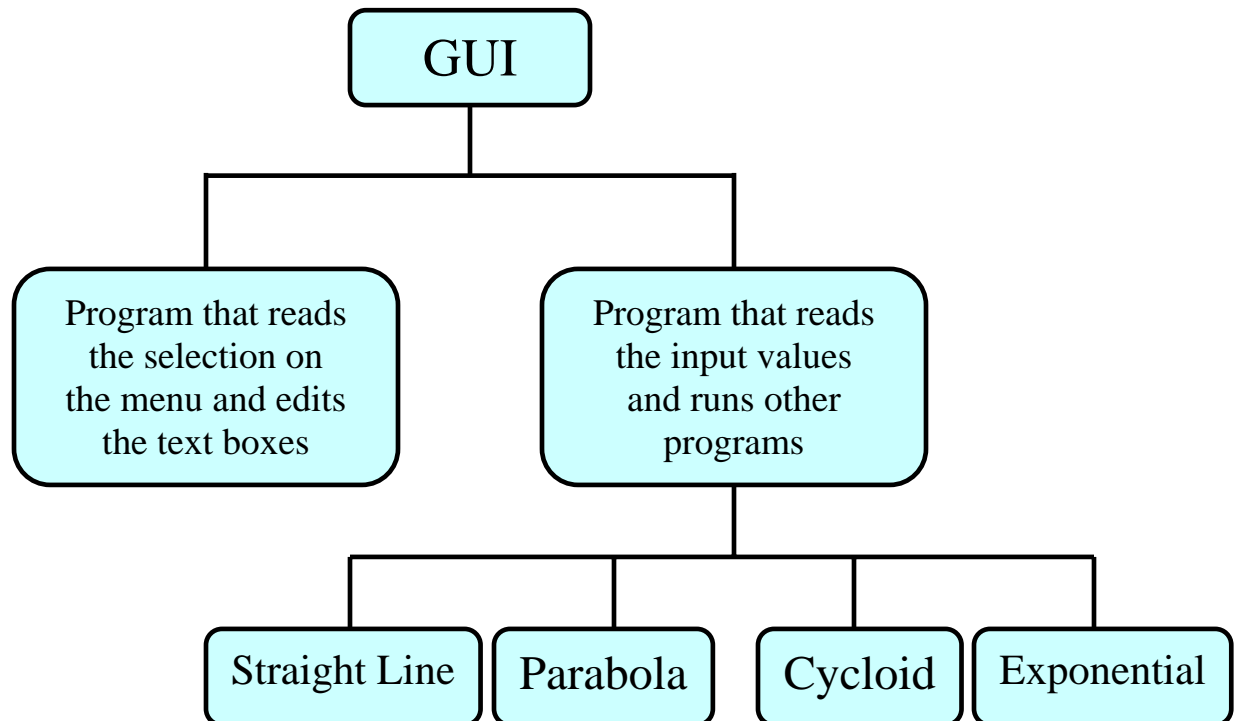 GUI
Program that reads
the selection on
the menu and edits
the text boxes
Program that reads
the input values
and runs other
programs
Straight Line
Parabola
Cycloid
Exponential